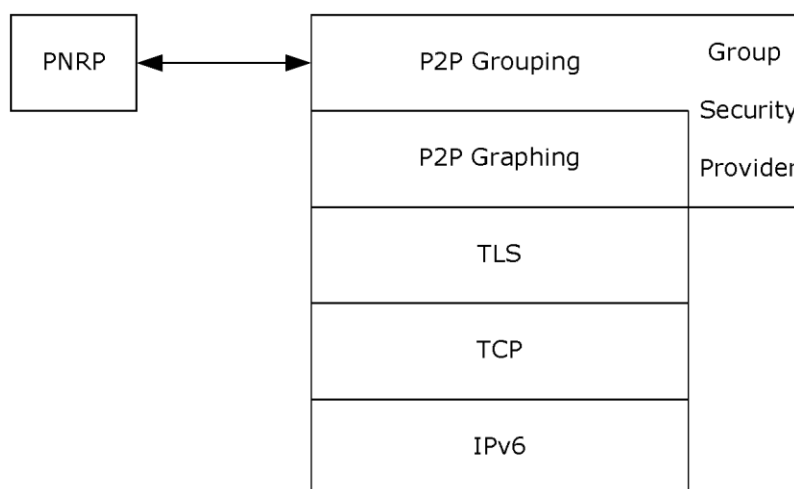 PNRP
P2P Grouping
Group
Security
Provider
P2P Graphing
TLS
TCP
IPv6